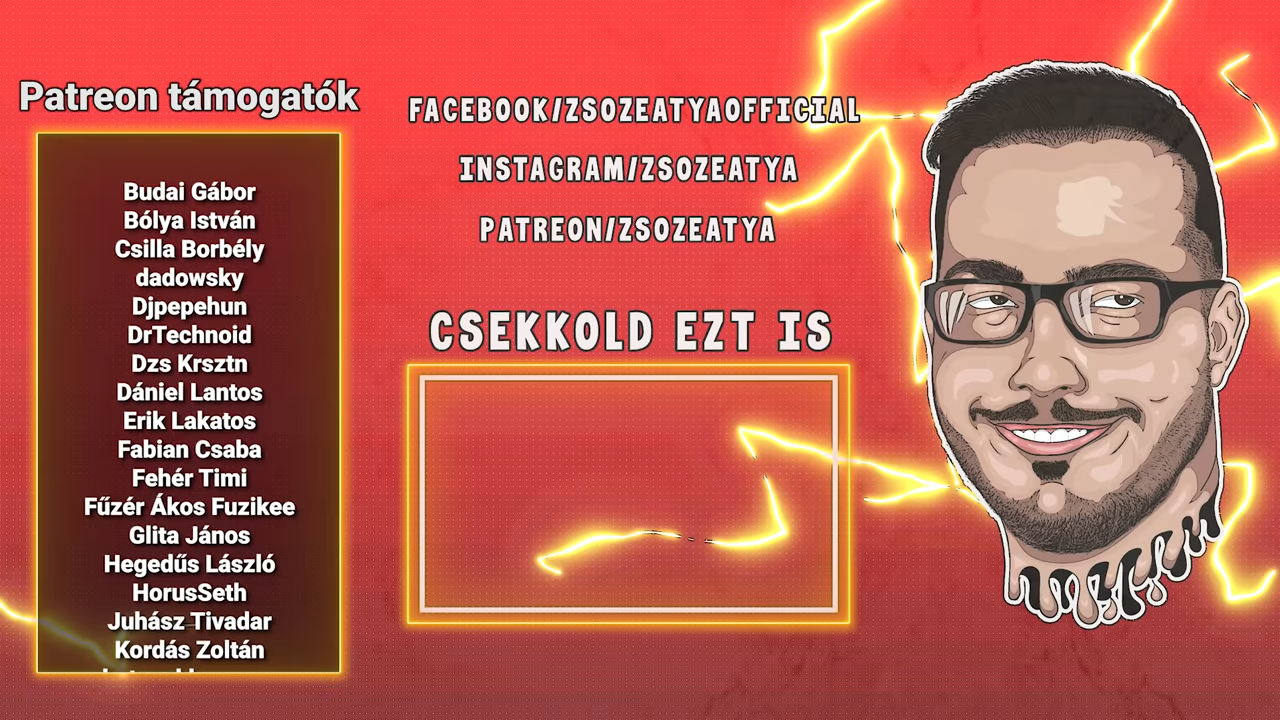 Patreon támogatók
Budai Gábor
Bólya István
Csilla Borbély
dadowsky
Djpepehun
DrTechnoid
Dzs Krsztn
Dániel Lantos
Erik Lakatos
Fabian Csaba
Fehér Timi
Fűzér Ákos Fuzikee
Glita János
Hegedűs László
HorusSeth
Juhász Tivadar
Kordás Zoltán
FACEBOOK/ZSOZEATYAOFFICIAL
INSTAGRAM/ZSOZEATYA
PATREON/ZSOZEATYA
CSEKKOLD EZT IS